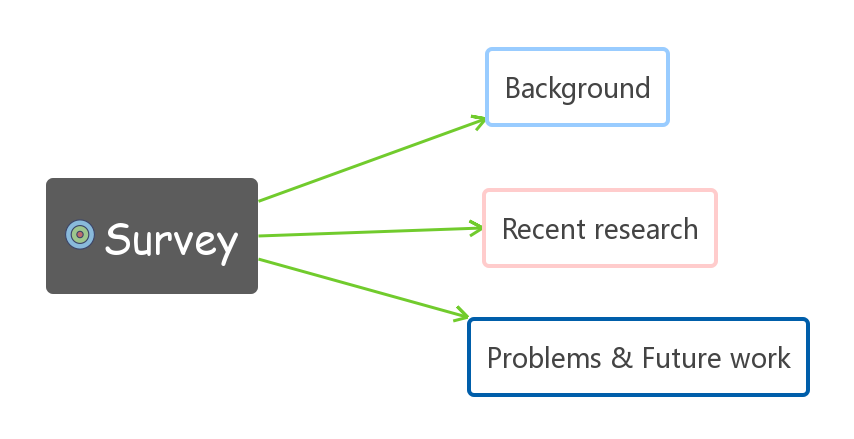 Survey
Background
Recent research
Problems & Future work